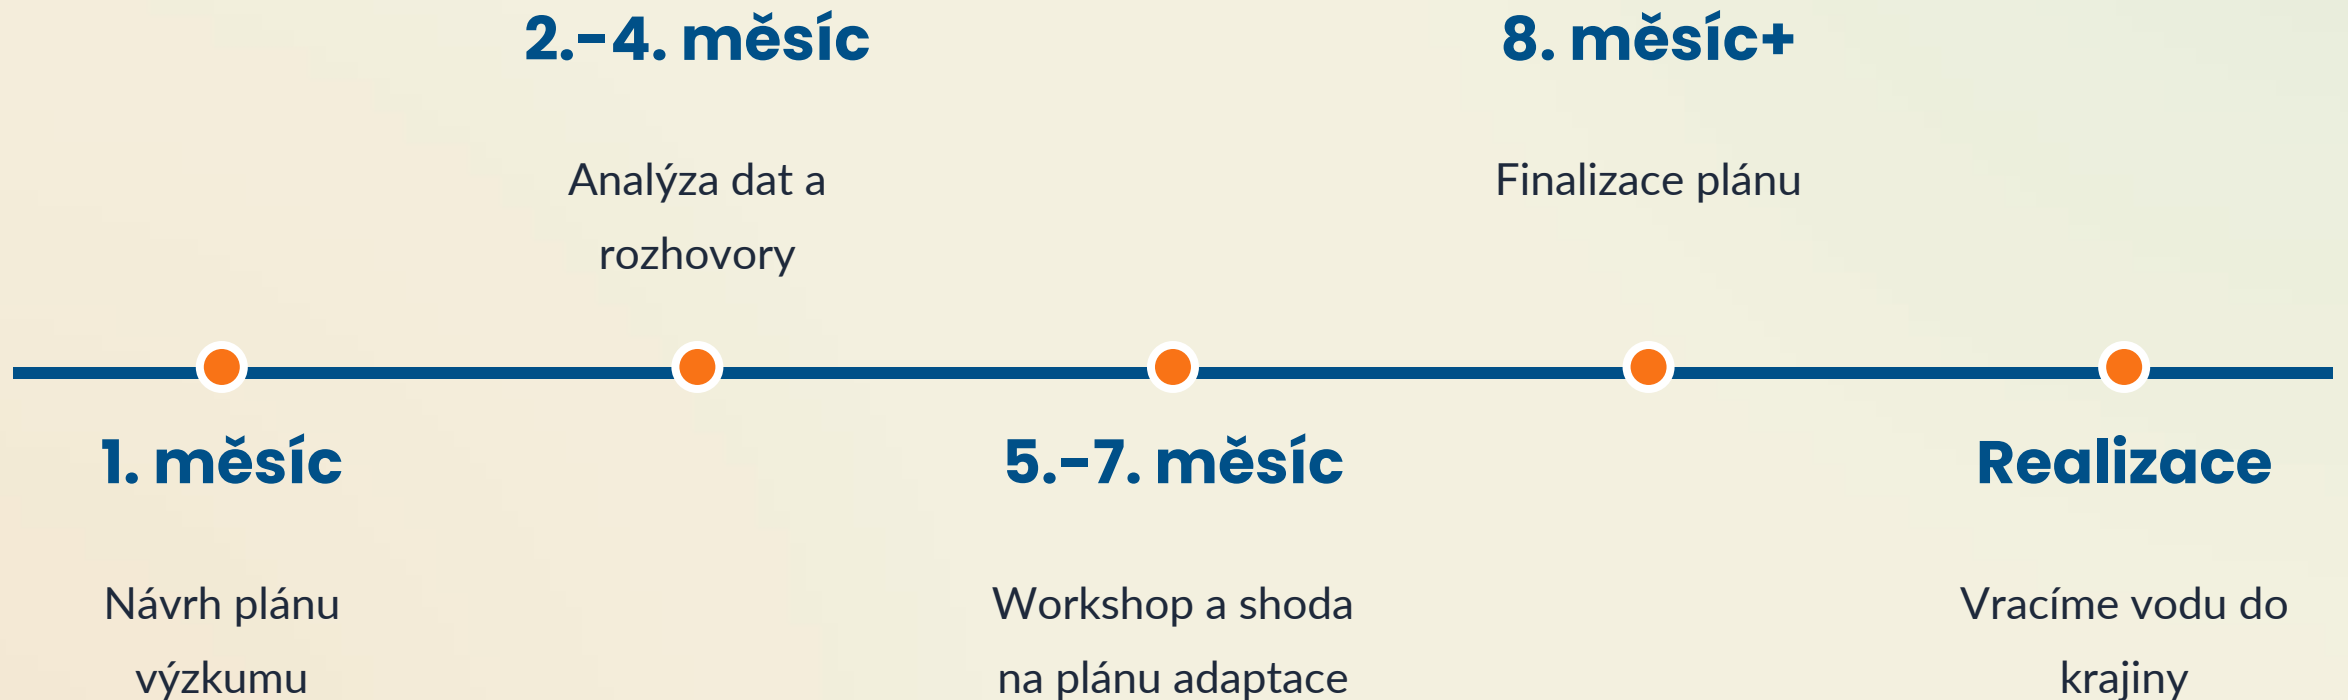 1. měsíc
Návrh plánu
výzkumu
2.–4. měsíc
Analýza dat a
rozhovory
5.–7. měsíc
Workshop a shoda
na plánu adaptace
8. měsíc+
Finalizace plánu
Realizace
Vracíme vodu do
krajiny